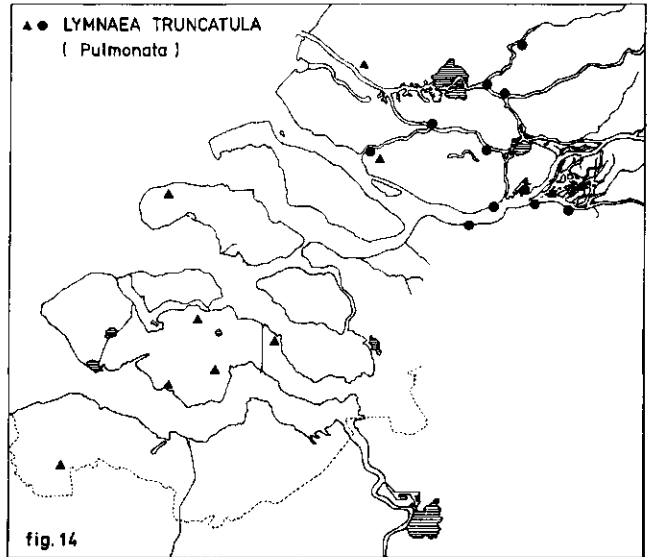 ▲ ● LYMNAEA TRUNCATULA
( Pulmonata )
fig. 14